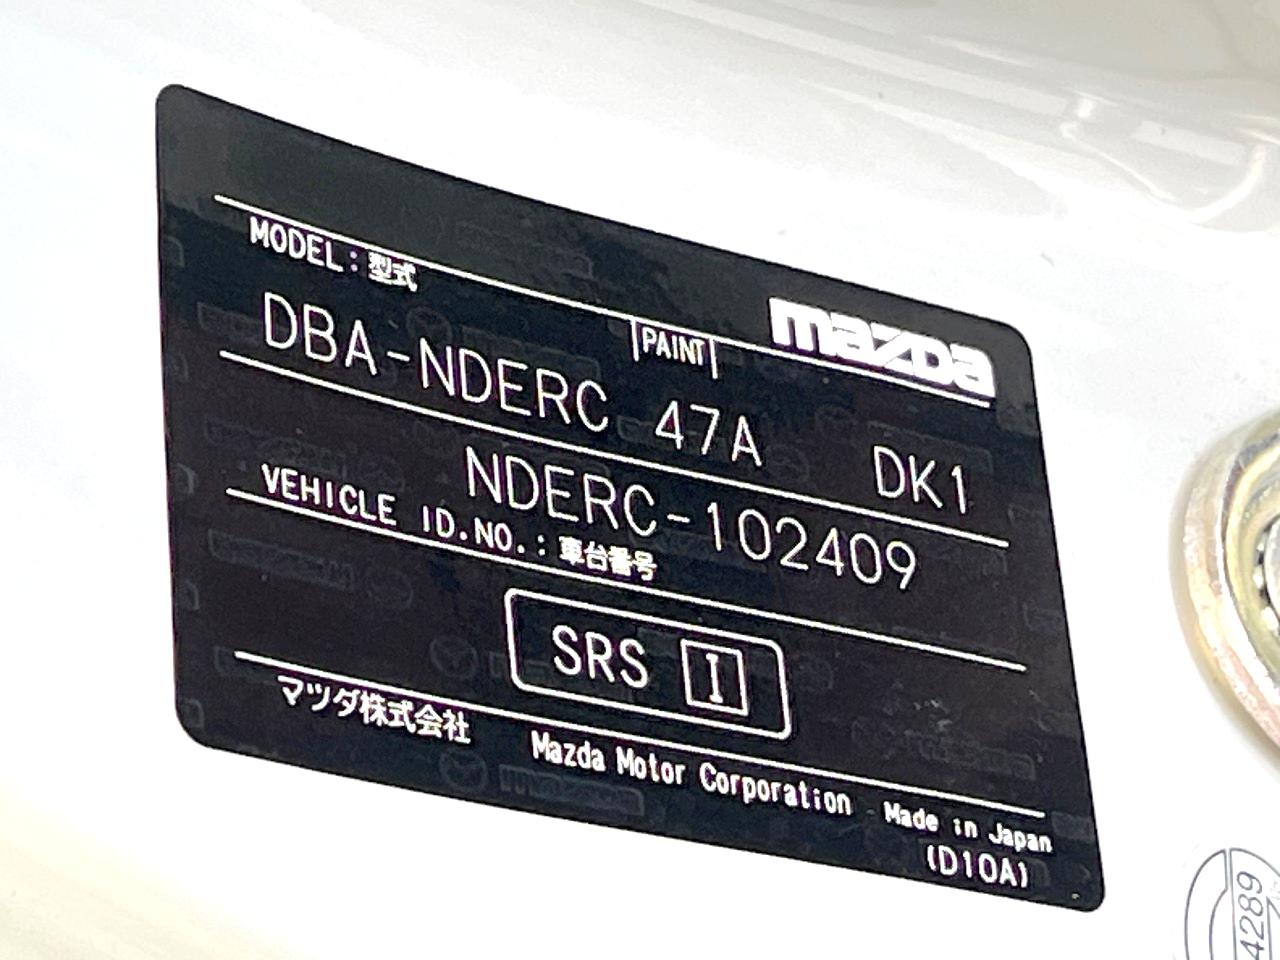 mazda
MODEL:型式
PAINT
DBA-NDERC 47A DK1
NDERC-102409
VEHICLE ID.NO.:車台番号
SRS I
マツダ株式会社 Mazda Motor Corporation Made in Japan
(D10A)
4289